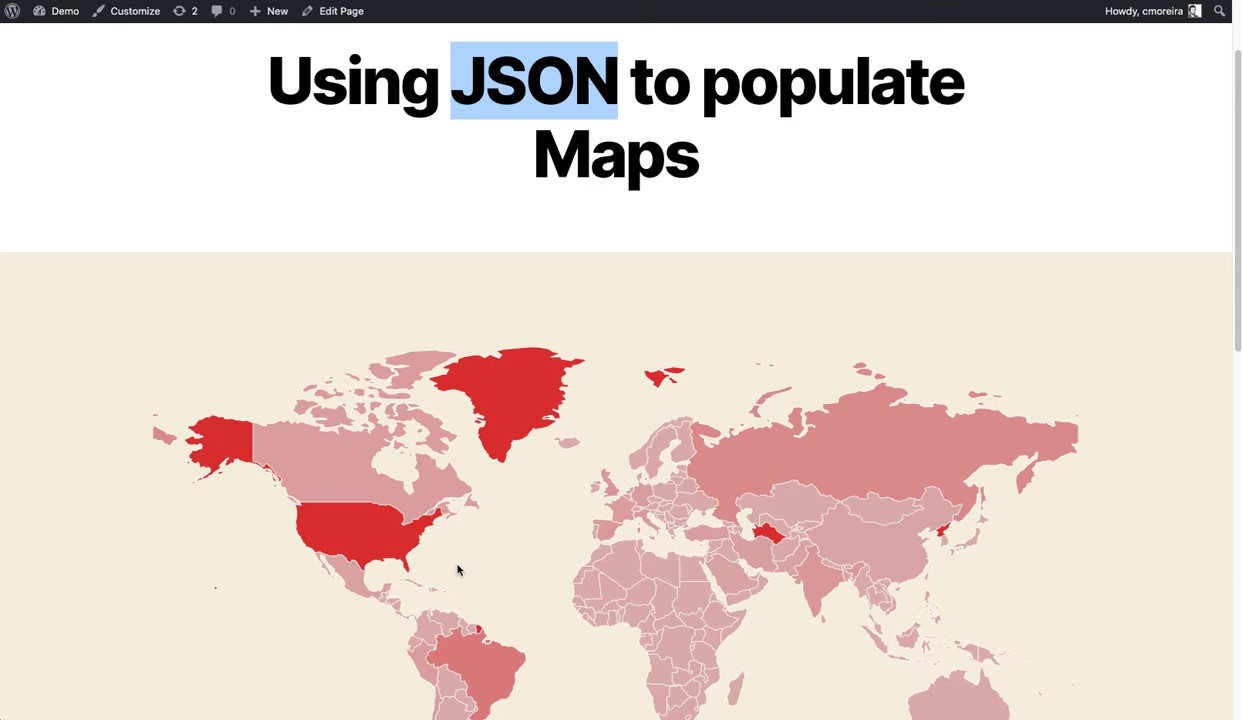 Demo Customize 2 0 New Edit Page Howdy, cmoreira
Using JSON to populate
Maps